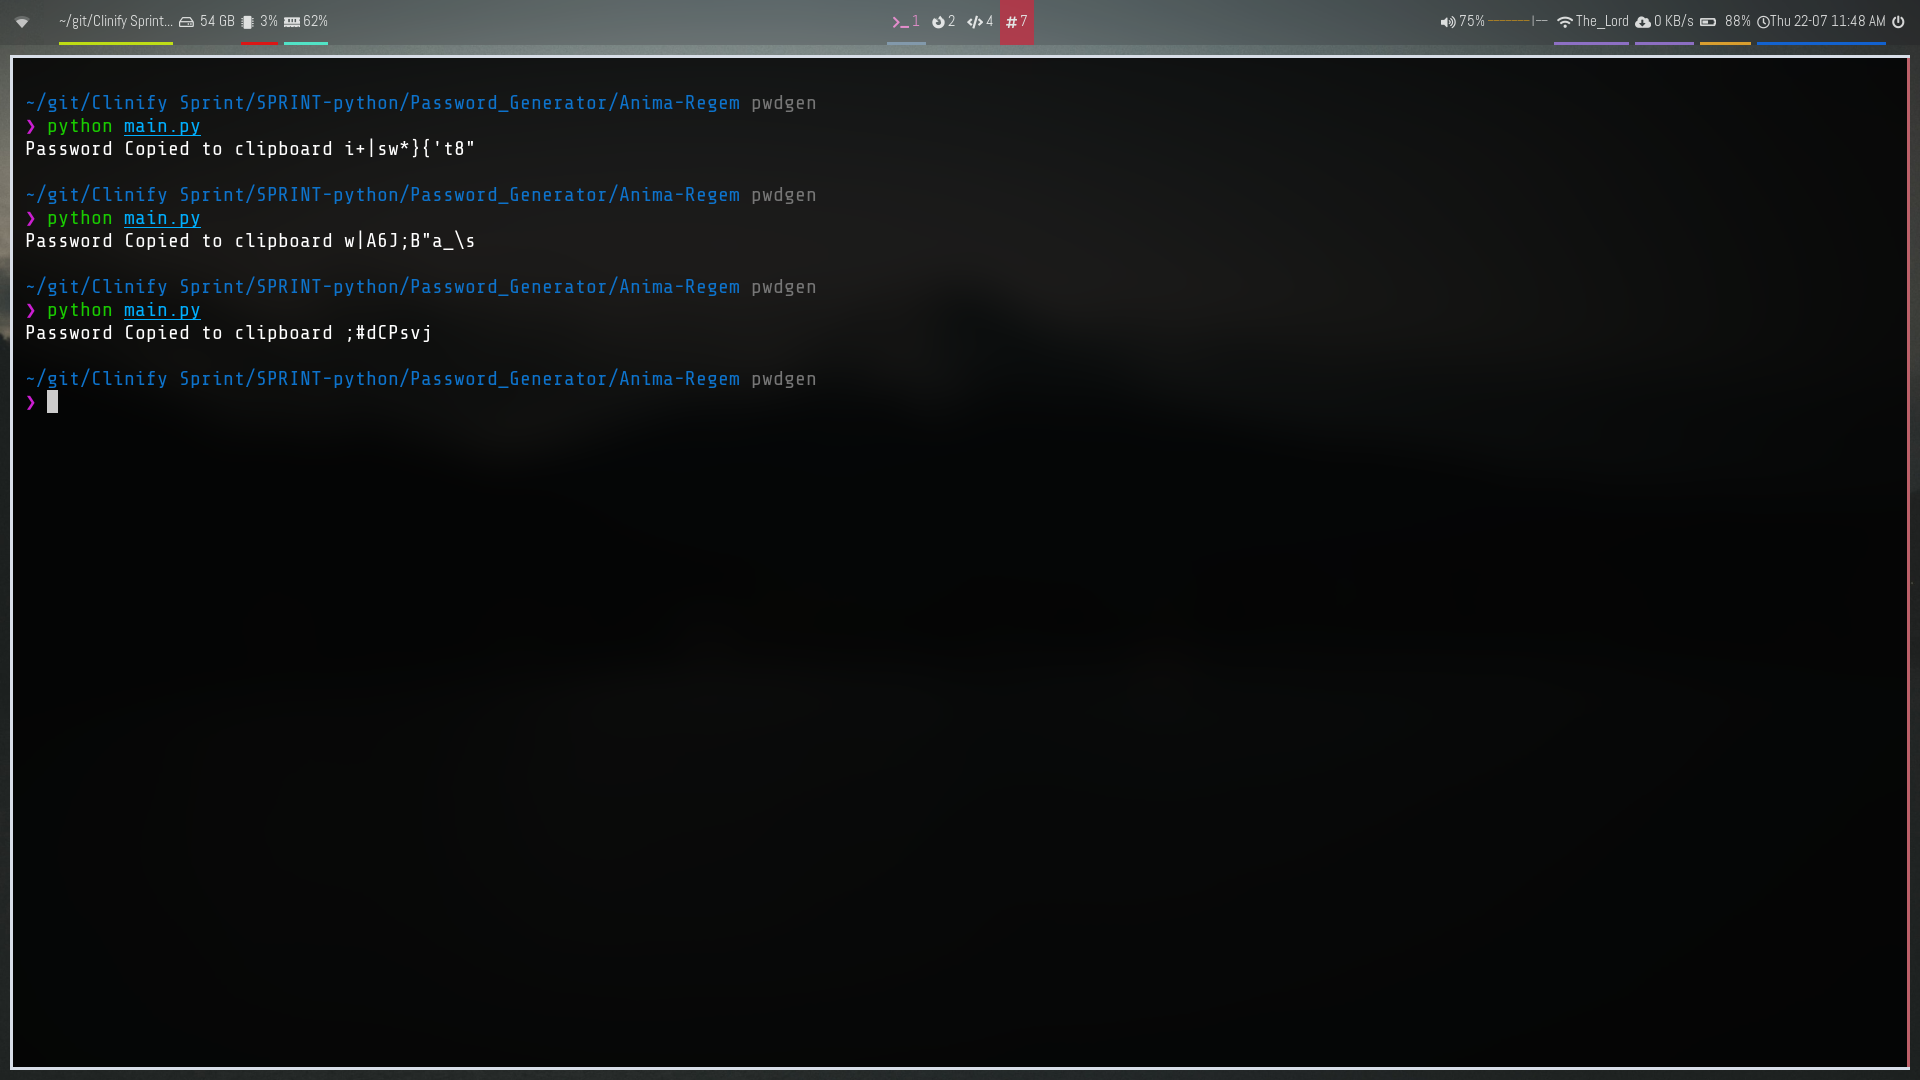 ~/git/Clinify Sprint... 54 GB 3% 62% >_ 1 2 </> 4 # 7 75% The_Lord 0 KB/s 88% Thu 22-07 11:48 AM
~/git/Clinify Sprint/SPRINT-python/Password_Generator/Anima-Regem pwdgen
❯ python main.py
Password Copied to clipboard i+|sw*}{'t8"
~/git/Clinify Sprint/SPRINT-python/Password_Generator/Anima-Regem pwdgen
❯ python main.py
Password Copied to clipboard w|A6J;B"a_\s
~/git/Clinify Sprint/SPRINT-python/Password_Generator/Anima-Regem pwdgen
❯ python main.py
Password Copied to clipboard ;#dCPsvj
~/git/Clinify Sprint/SPRINT-python/Password_Generator/Anima-Regem pwdgen
❯